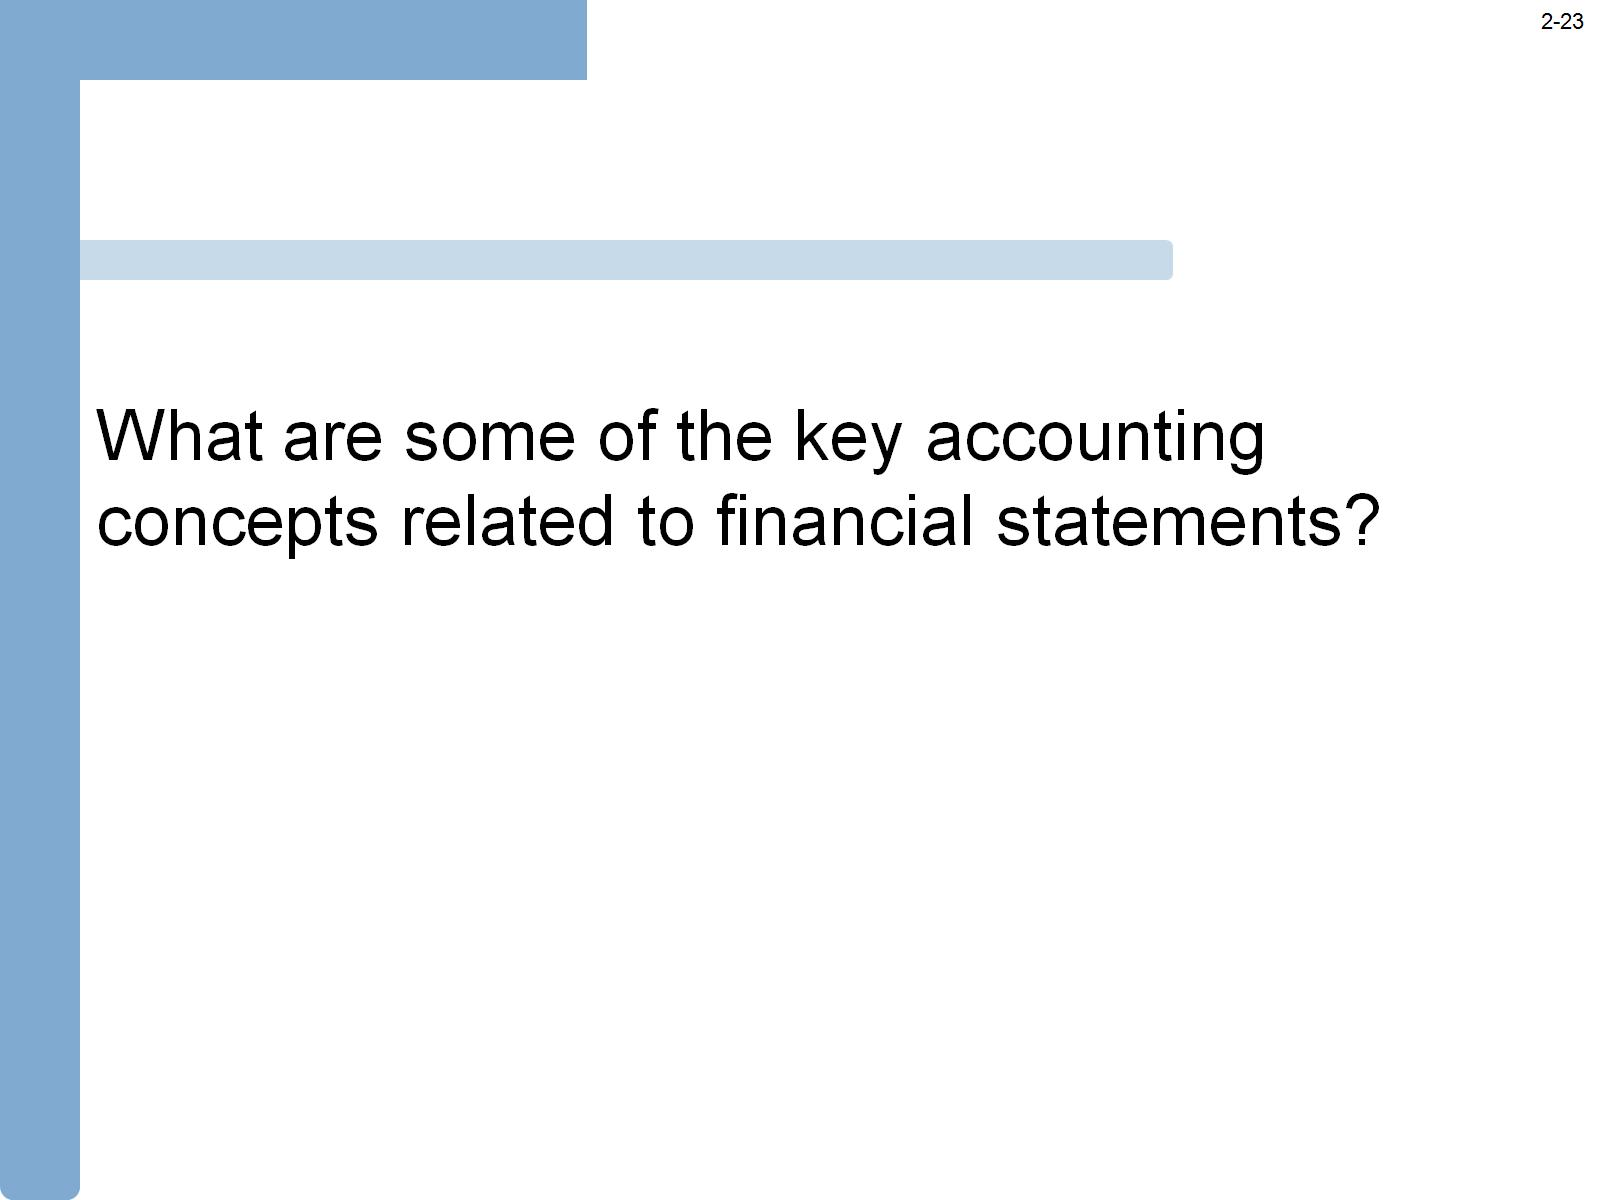 2-23
What are some of the key accounting
concepts related to financial statements?